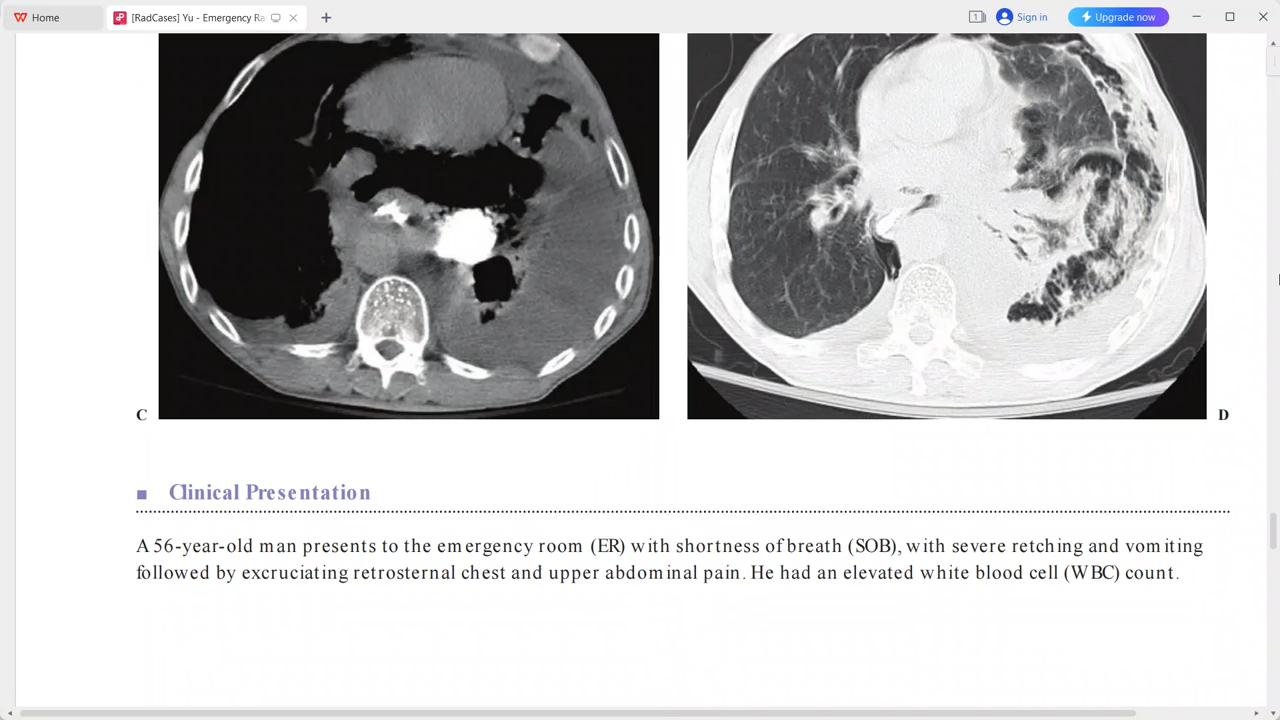 Home
[RadCases] Yu - Emergency Ra
1
Sign in
Upgrade now
C
D
Clinical Presentation
A 56-year-old man presents to the emergency room (ER) with shortness of breath (SOB), with severe retching and vomiting
followed by excruciating retrosternal chest and upper abdominal pain. He had an elevated white blood cell (WBC) count.